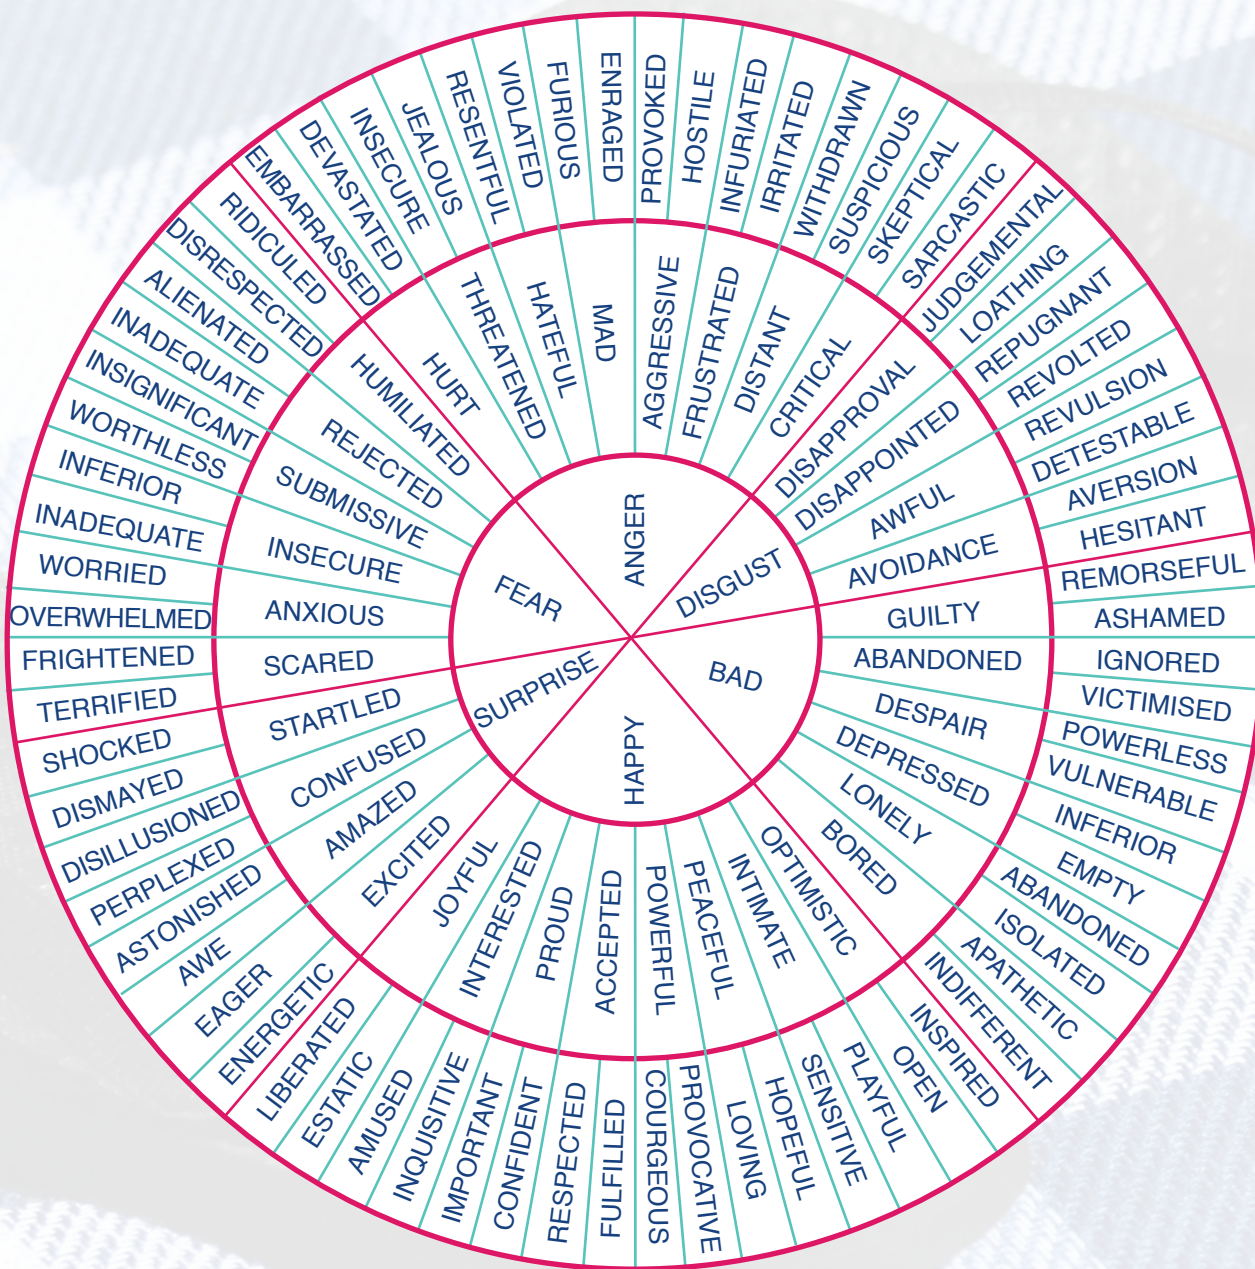 ANGER
DISGUST
BAD
HAPPY
SURPRISE
FEAR
HURT
THREATENED
HATEFUL
MAD
AGGRESSIVE
FRUSTRATED
DISTANT
CRITICAL
DISAPPROVAL
DISAPPOINTED
AWFUL
AVOIDANCE
GUILTY
ABANDONED
DESPAIR
DEPRESSED
LONELY
BORED
OPTIMISTIC
INTIMATE
PEACEFUL
POWERFUL
ACCEPTED
PROUD
INTERESTED
JOYFUL
EXCITED
AMAZED
CONFUSED
STARTLED
SCARED
ANXIOUS
INSECURE
SUBMISSIVE
REJECTED
HUMILIATED
EMBARRASSED
DEVASTATED
INSECURE
JEALOUS
RESENTFUL
VIOLATED
FURIOUS
ENRAGED
PROVOKED
HOSTILE
INFURIATED
IRRITATED
WITHDRAWN
SUSPICIOUS
SKEPTICAL
SARCASTIC
JUDGEMENTAL
LOATHING
REPUGNANT
REVOLTED
REVULSION
DETESTABLE
AVERSION
HESITANT
REMORSEFUL
ASHAMED
IGNORED
VICTIMISED
POWERLESS
VULNERABLE
INFERIOR
EMPTY
ABANDONED
ISOLATED
APATHETIC
INDIFFERENT
INSPIRED
OPEN
PLAYFUL
SENSITIVE
HOPEFUL
LOVING
PROVOCATIVE
COURGEOUS
FULFILLED
RESPECTED
CONFIDENT
IMPORTANT
INQUISITIVE
AMUSED
ESTATIC
LIBERATED
ENERGETIC
EAGER
AWE
ASTONISHED
PERPLEXED
DISILLUSIONED
DISMAYED
SHOCKED
TERRIFIED
FRIGHTENED
OVERWHELMED
WORRIED
INADEQUATE
INFERIOR
WORTHLESS
INSIGNIFICANT
INADEQUATE
ALIENATED
DISRESPECTED
RIDICULED